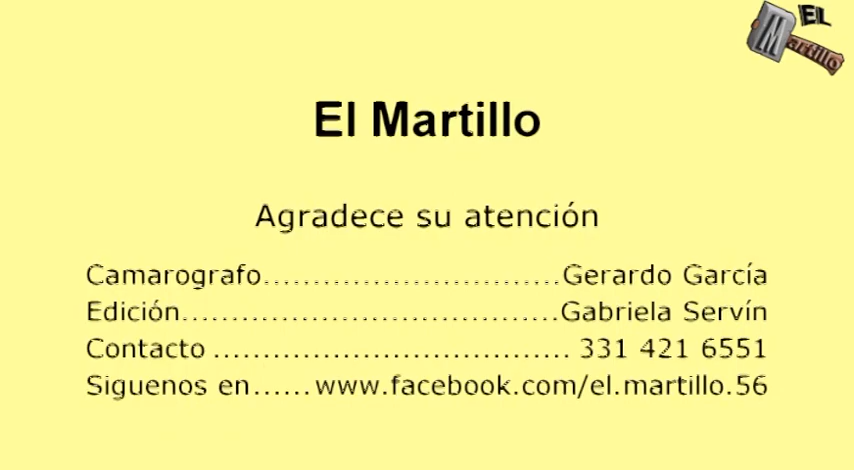 EL
Martillo
El Martillo
Agradece su atención
Camarografo..............................Gerardo García
Edición......................................Gabriela Servín
Contacto .................................... 331 421 6551
Siguenos en......www.facebook.com/el.martillo.56